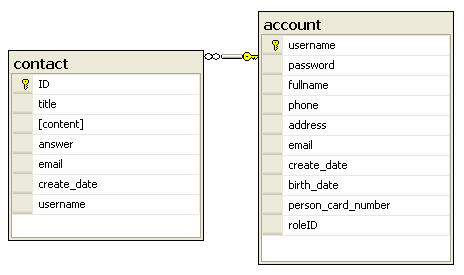 contact
ID
title
[content]
answer
email
create_date
username
account
username
password
fullname
phone
address
email
create_date
birth_date
person_card_number
roleID